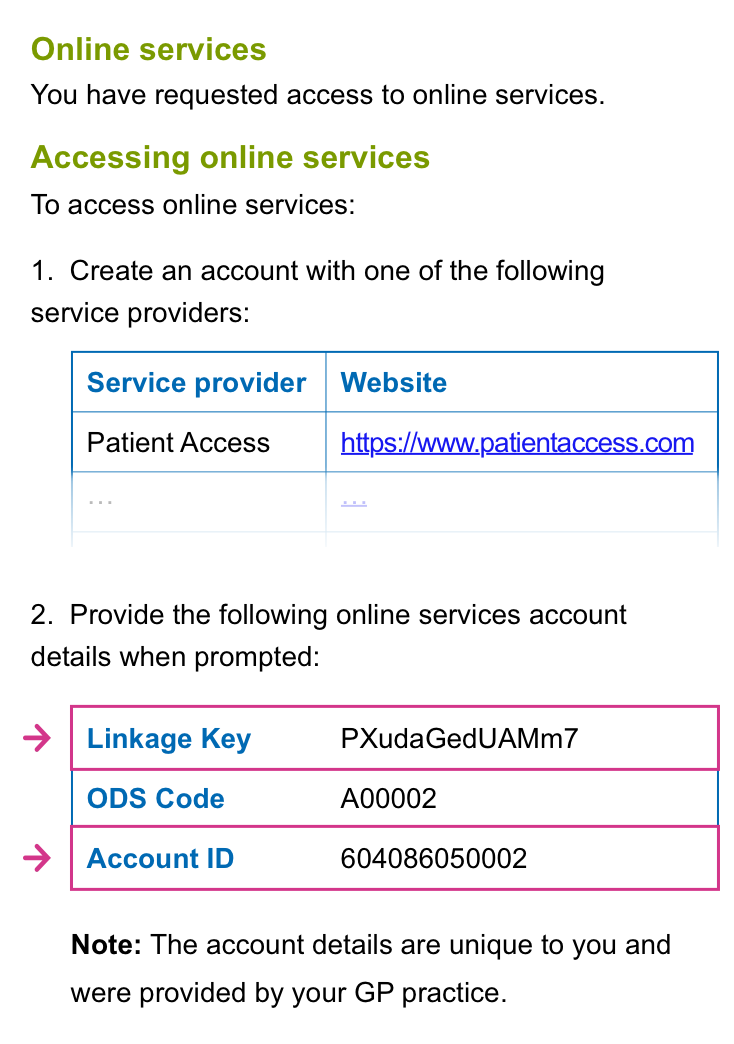 Online services
You have requested access to online services.
Accessing online services
To access online services:
1. Create an account with one of the following
service providers:
Service provider Website
Patient Access https://www.patientaccess.com
... ...
2. Provide the following online services account
details when prompted:
Linkage Key PXudaGedUAMm7
ODS Code A00002
Account ID 604086050002
Note: The account details are unique to you and
were provided by your GP practice.